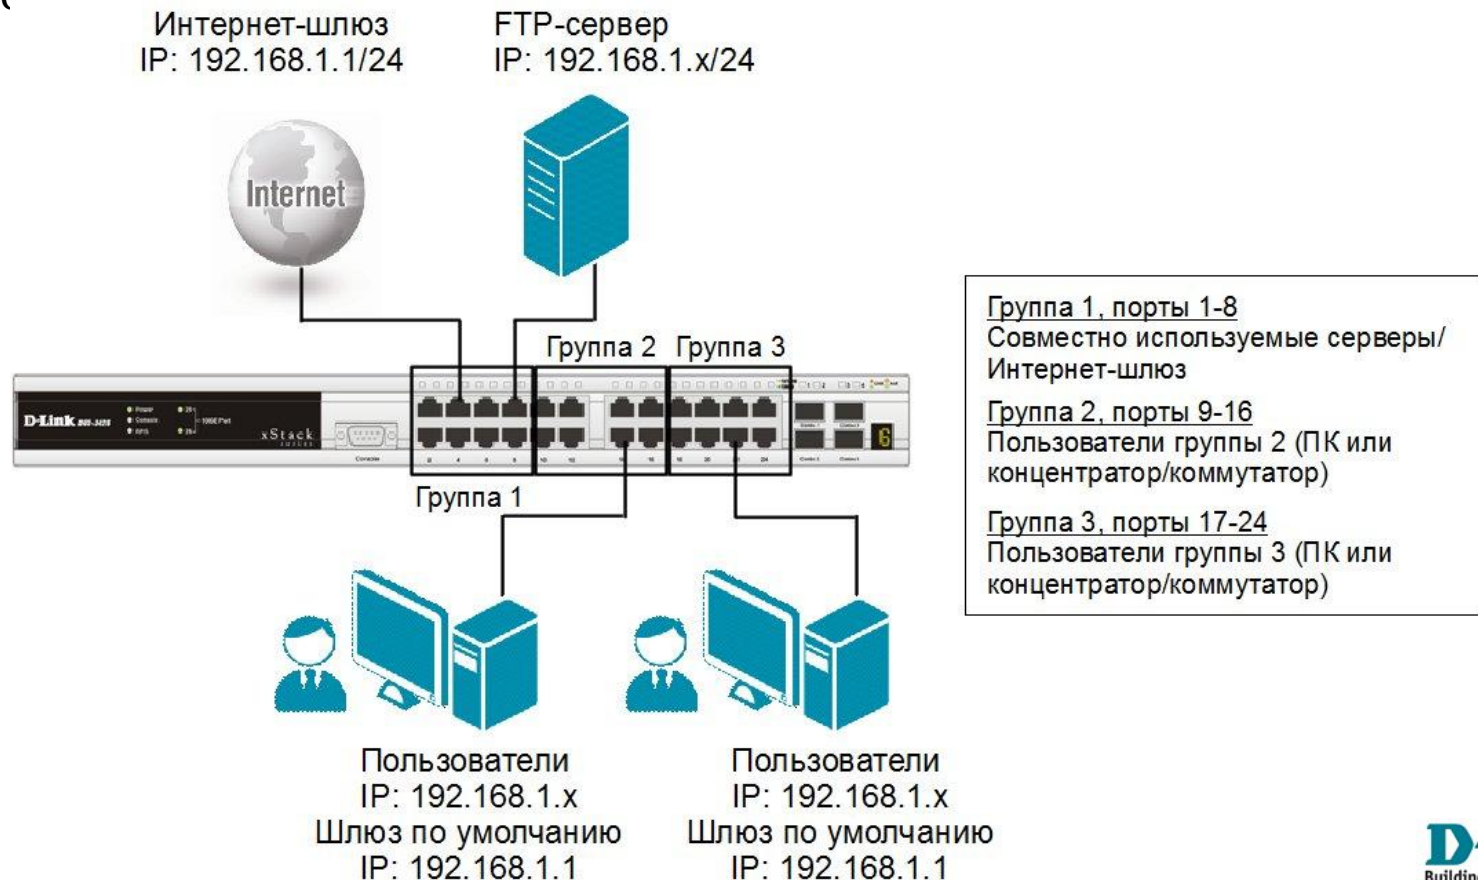 Интернет-шлюз
IP: 192.168.1.1/24
FTP-сервер
IP: 192.168.1.x/24
Internet
Группа 2 Группа 3
D-Link
xStack
Console
Группа 1
Группа 1, порты 1-8
Совместно используемые серверы/
Интернет-шлюз
Группа 2, порты 9-16
Пользователи группы 2 (ПК или
концентратор/коммутатор)
Группа 3, порты 17-24
Пользователи группы 3 (ПК или
концентратор/коммутатор)
Пользователи
IP: 192.168.1.x
Шлюз по умолчанию
IP: 192.168.1.1
Пользователи
IP: 192.168.1.x
Шлюз по умолчанию
IP: 192.168.1.1